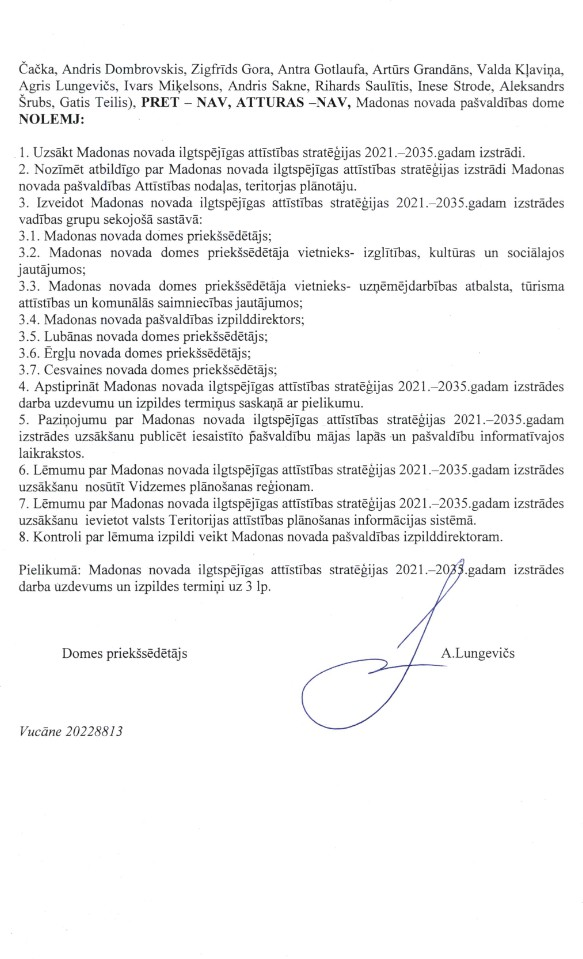 Čačka, Andris Dombrovskis, Zigfrīds Gora, Antra Gotlaufa, Artūrs Grandāns, Valda Kļaviņa,
Agris Lungevičs, Ivars Miķelsons, Andris Sakne, Rihards Saulītis, Inese Strode, Aleksandrs
Šrubs, Gatis Teilis), PRET – NAV, ATTURAS –NAV, Madonas novada pašvaldības dome
NOLEMJ:
1. Uzsākt Madonas novada ilgtspējīgas attīstības stratēģijas 2021.–2035.gadam izstrādi.
2. Nozīmēt atbildīgo par Madonas novada ilgtspējīgas attīstības stratēģijas izstrādi Madonas
novada pašvaldības Attīstības nodaļas, teritorjas plānotāju.
3. Izveidot Madonas novada ilgtspējīgas attīstības stratēģijas 2021.–2035.gadam izstrādes
vadības grupu sekojošā sastāvā:
3.1. Madonas novada domes priekšsēdētājs;
3.2. Madonas novada domes priekšsēdētāja vietnieks- izglītības, kultūras un sociālajos
jautājumos;
3.3. Madonas novada domes priekšsēdētāja vietnieks- uzņēmējdarbības atbalsta, tūrisma
attīstības un komunālās saimniecības jautājumos;
3.4. Madonas novada pašvaldības izpilddirektors;
3.5. Lubānas novada domes priekšsēdētājs;
3.6. Ērgļu novada domes priekšsēdētājs;
3.7. Cesvaines novada domes priekšsēdētājs;
4. Apstiprināt Madonas novada ilgtspējīgas attīstības stratēģijas 2021.–2035.gadam izstrādes
darba uzdevumu un izpildes termiņus saskaņā ar pielikumu.
5. Paziņojumu par Madonas novada ilgtspējīgas attīstības stratēģijas 2021.–2035.gadam
izstrādes uzsākšanu publicēt iesaistīto pašvaldību mājas lapās un pašvaldību informatīvajos
laikrakstos.
6. Lēmumu par Madonas novada ilgtspējīgas attīstības stratēģijas 2021.–2035.gadam izstrādes
uzsākšanu nosūtīt Vidzemes plānošanas reģionam.
7. Lēmumu par Madonas novada ilgtspējīgas attīstības stratēģijas 2021.–2035.gadam izstrādes
uzsākšanu ievietot valsts Teritorijas attīstības plānošanas informācijas sistēmā.
8. Kontroli par lēmuma izpildi veikt Madonas novada pašvaldības izpilddirektoram.
Pielikumā: Madonas novada ilgtspējīgas attīstības stratēģijas 2021.–2035.gadam izstrādes
darba uzdevums un izpildes termiņi uz 3 lp.
Domes priekšsēdētājs A.Lungevičs
Vucāne 20228813